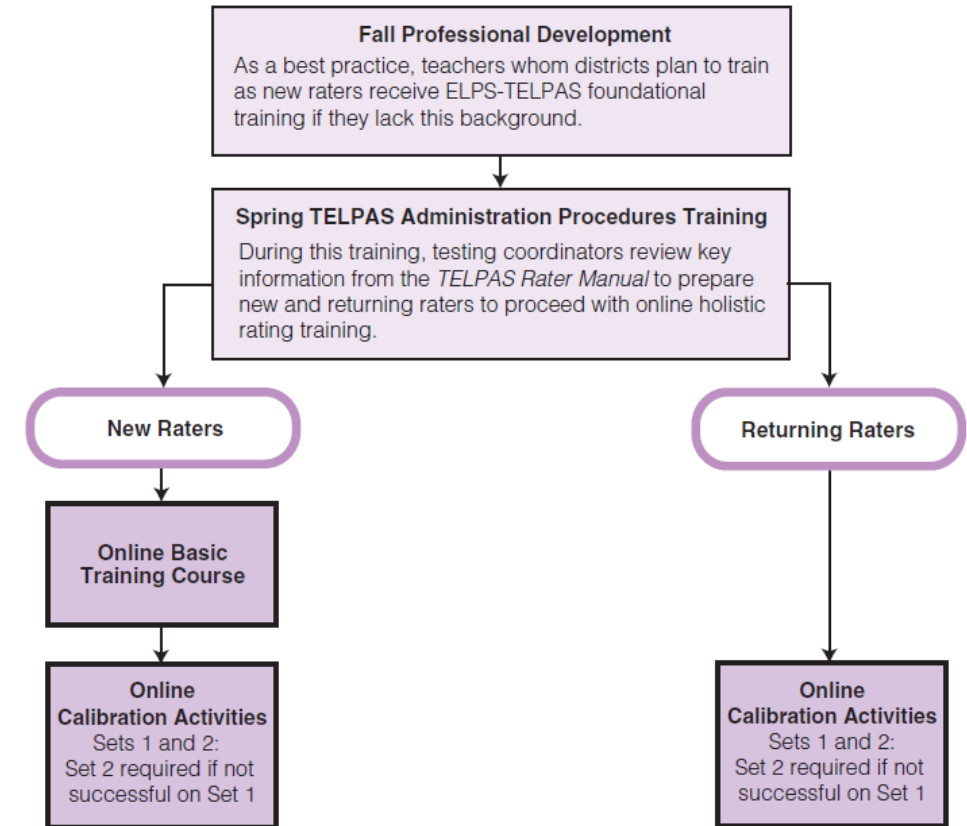 Fall Professional Development
As a best practice, teachers whom districts plan to train
as new raters receive ELPS-TELPAS foundational
training if they lack this background.
Spring TELPAS Administration Procedures Training
During this training, testing coordinators review key
information from the TELPAS Rater Manual to prepare
new and returning raters to proceed with online holistic
rating training.
New Raters
Returning Raters
Online Basic
Training Course
Online
Calibration Activities
Sets 1 and 2:
Set 2 required if not
successful on Set 1
Online
Calibration Activities
Sets 1 and 2:
Set 2 required if not
successful on Set 1